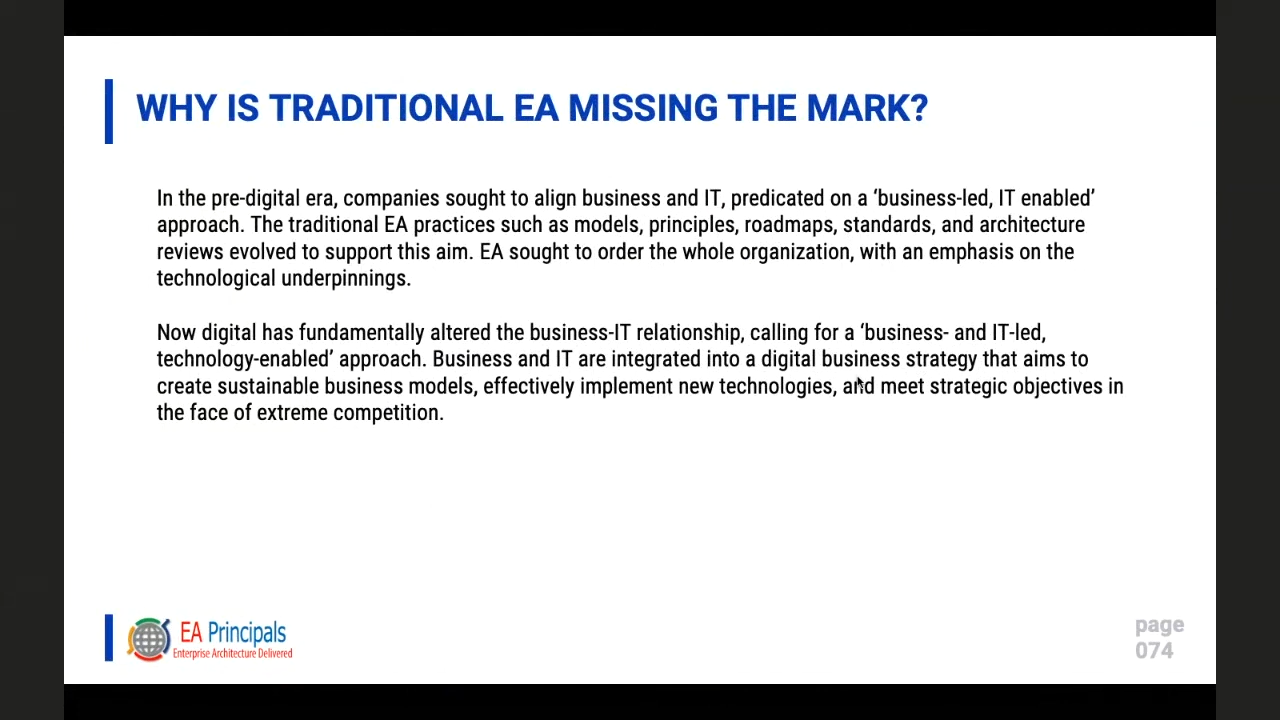 WHY IS TRADITIONAL EA MISSING THE MARK?
In the pre-digital era, companies sought to align business and IT, predicated on a ‘business-led, IT enabled’
approach. The traditional EA practices such as models, principles, roadmaps, standards, and architecture
reviews evolved to support this aim. EA sought to order the whole organization, with an emphasis on the
technological underpinnings.
Now digital has fundamentally altered the business-IT relationship, calling for a ‘business- and IT-led,
technology-enabled’ approach. Business and IT are integrated into a digital business strategy that aims to
create sustainable business models, effectively implement new technologies, and meet strategic objectives in
the face of extreme competition.
EA Principals
Enterprise Architecture Delivered
page
074